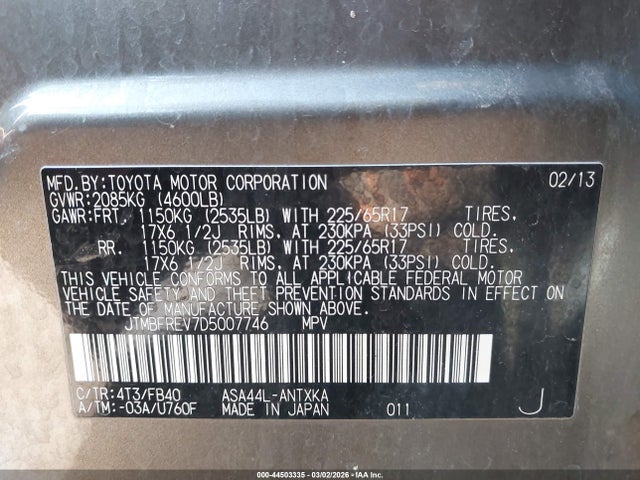 MFD.BY:TOYOTA MOTOR CORPORATION 02/13
GVWR:2085KG (4600LB)
GAWR:FRT. 1150KG (2535LB) WITH 225/65R17 TIRES.
17X6 1/2J RIMS. AT 230KPA (33PSI) COLD.
RR. 1150KG (2535LB) WITH 225/65R17 TIRES.
17X6 1/2J RIMS. AT 230KPA (33PSI) COLD.
THIS VEHICLE CONFORMS TO ALL APPLICABLE FEDERAL MOTOR
VEHICLE SAFETY AND THEFT PREVENTION STANDARDS IN EFFECT ON
THE DATE OF MANUFACTURE SHOWN ABOVE.
JTMBFREV7D5007746 MPV
C/TR:4T3/FB40 ASA44L-ANTXKA
A/TM:-03A/U760F MADE IN JAPAN 011 J
000-44503335 - 03/02/2026 - IAA Inc.